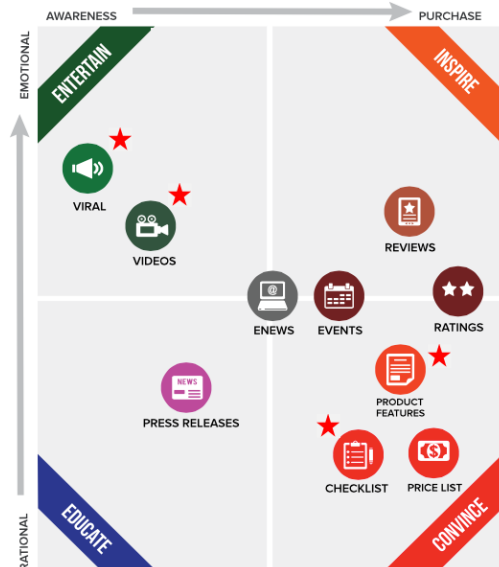 AWARENESS
PURCHASE
EMOTIONAL
ENTERTAIN
INSPIRE
VIRAL
VIDEOS
REVIEWS
@
ENEWS
EVENTS
RATINGS
NEWS
PRESS RELEASES
PRODUCT
FEATURES
CHECKLIST
$
PRICE LIST
RATIONAL
EDUCATE
CONVINCE